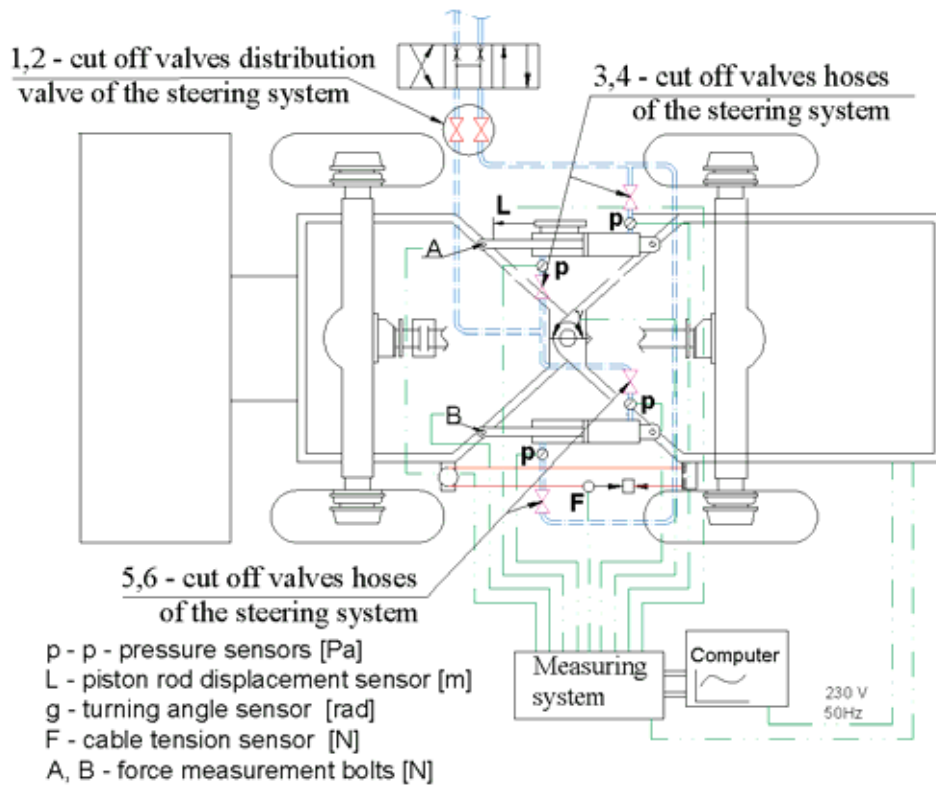 1,2 - cut off valves distribution
valve of the steering system
3,4 - cut off valves hoses
of the steering system
L
p
A
p
γ
B
p
p
F
5,6 - cut off valves hoses
of the steering system
p - p - pressure sensors [Pa]
L - piston rod displacement sensor [m]
g - turning angle sensor [rad]
F - cable tension sensor [N]
A, B - force measurement bolts [N]
Measuring
system
Computer
230 V
50Hz